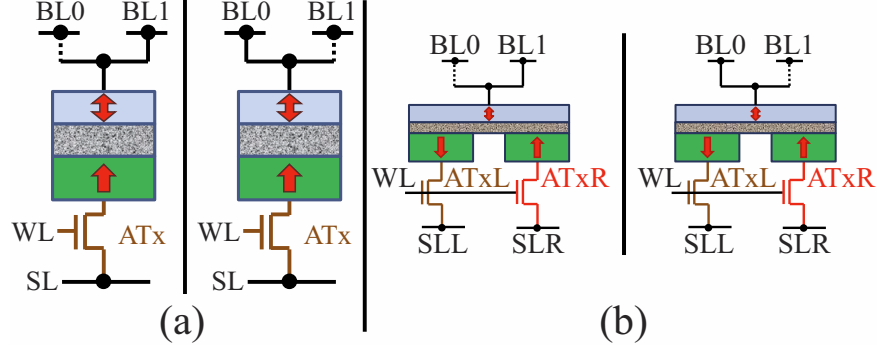 BL0 BL1
WL ATx
SL
BL0 BL1
WL ATx
SL
(a)
BL0 BL1
WL ATxL ATxR
SLL SLR
BL0 BL1
WL ATxL ATxR
SLL SLR
(b)